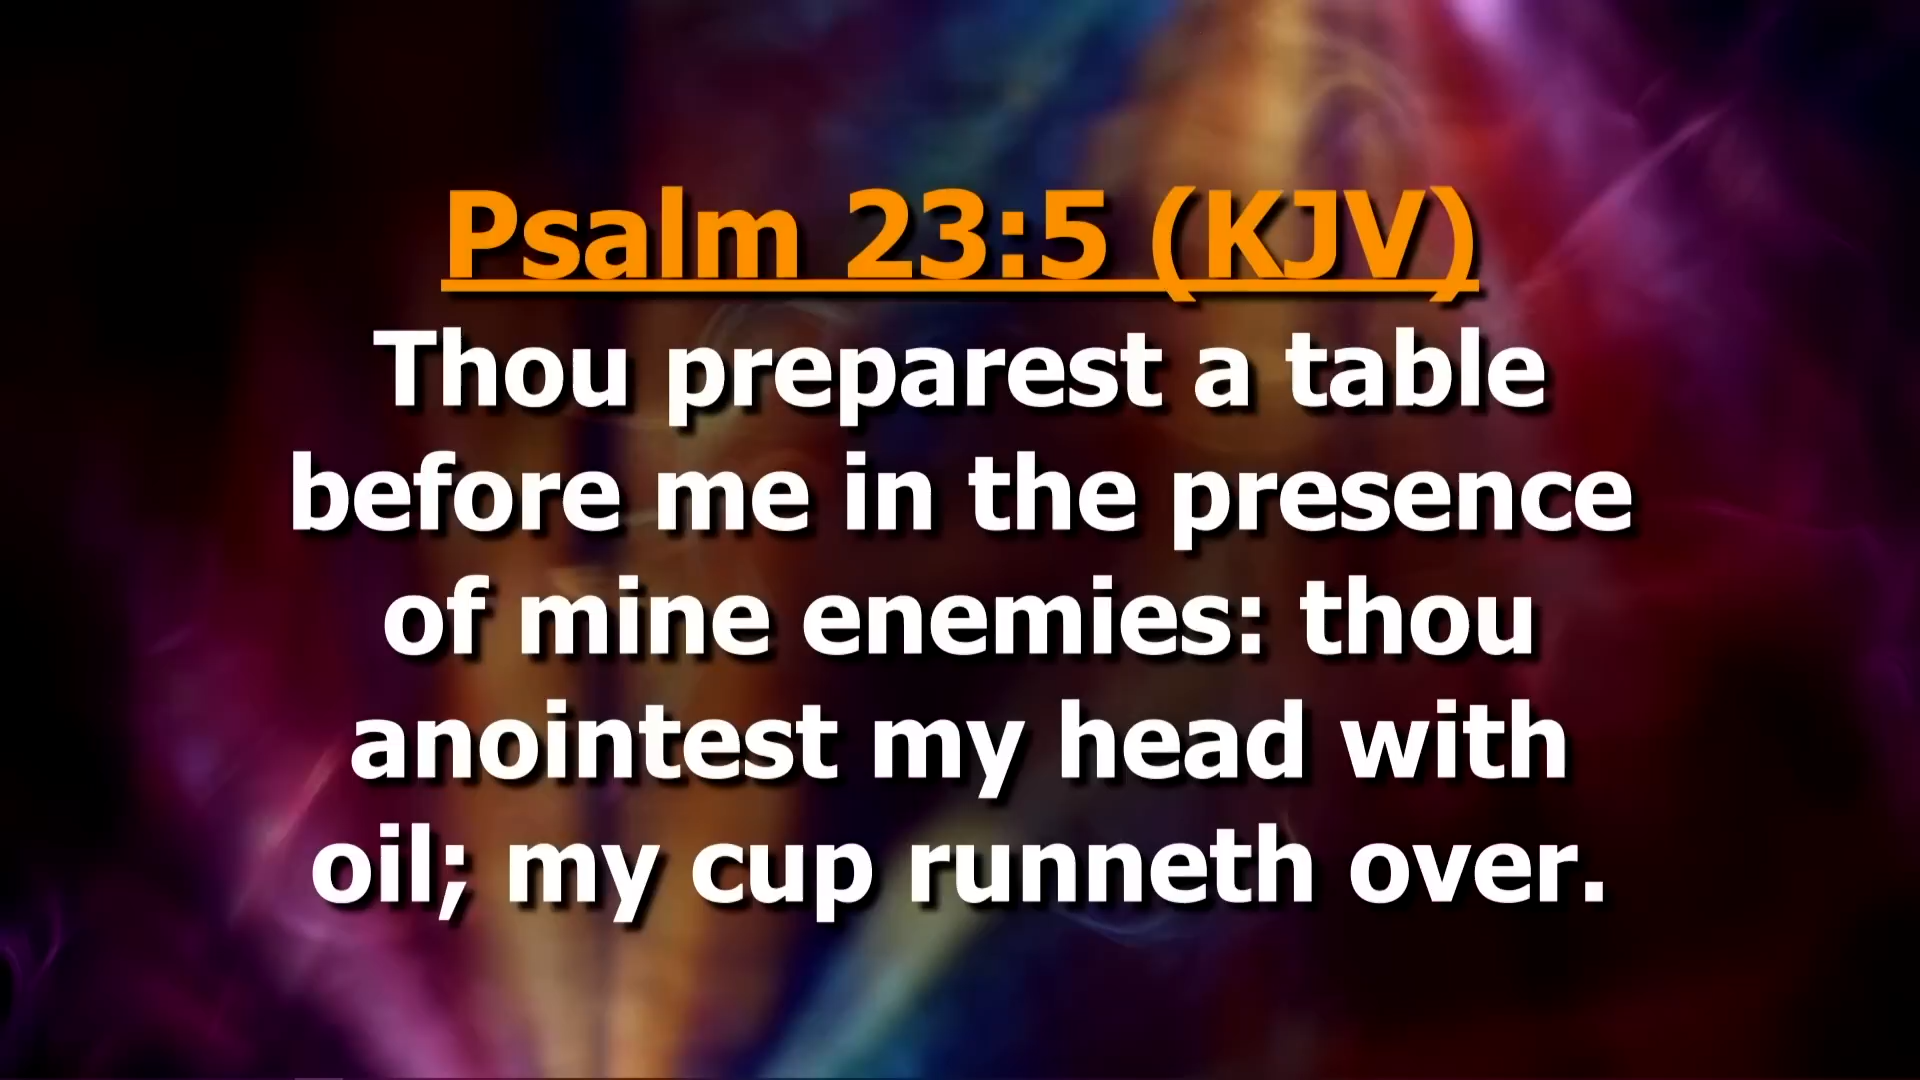 Psalm 23:5 (KJV)
Thou preparest a table
before me in the presence
of mine enemies: thou
anointest my head with
oil; my cup runneth over.